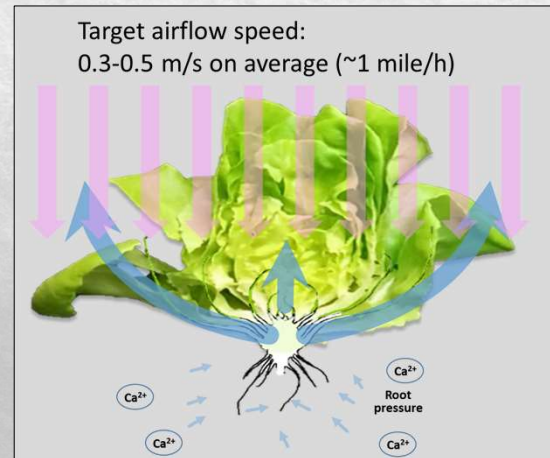 Target airflow speed:
0.3-0.5 m/s on average (~1 mile/h)
Ca²⁺
Ca²⁺
Root
pressure
Ca²⁺
Ca²⁺